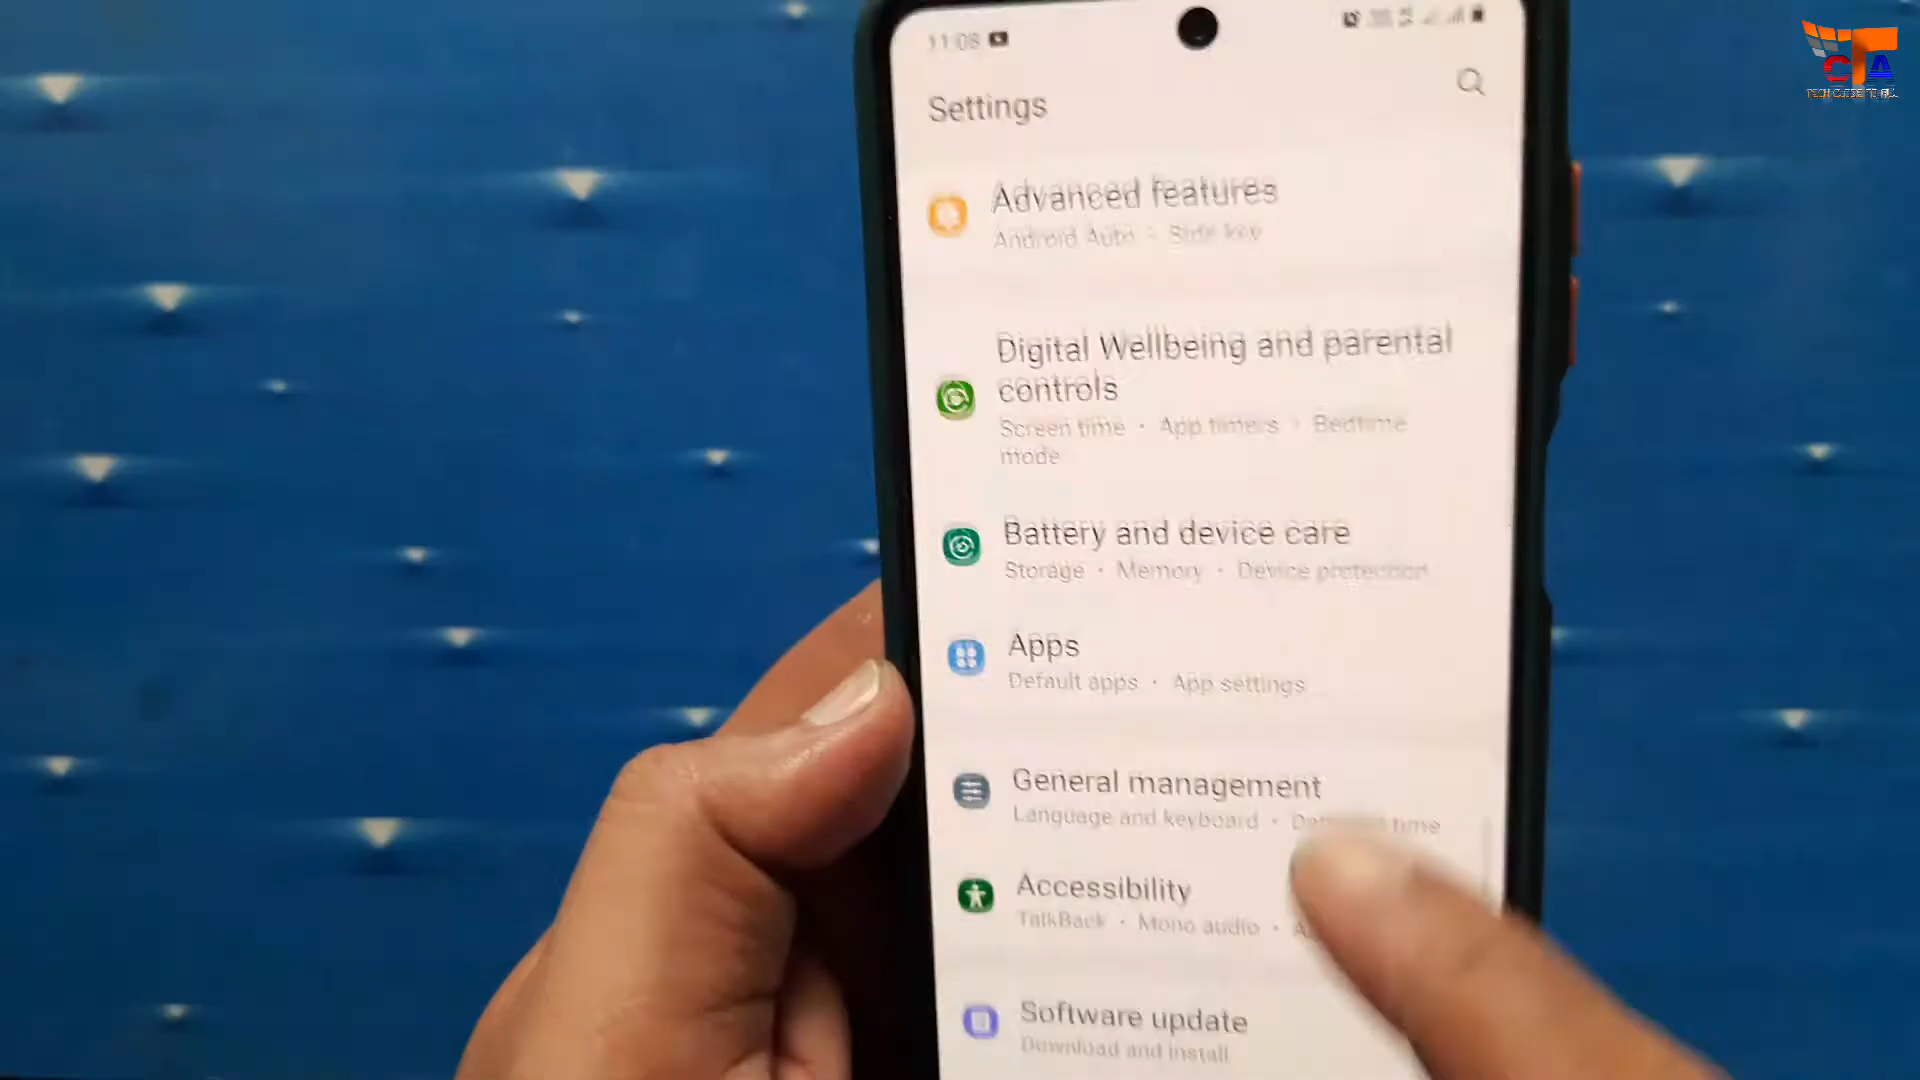 11:08
Settings
Advanced features
Android Auto · Side key
Digital Wellbeing and parental
controls
Screen time · App timers · Bedtime
mode
Battery and device care
Storage · Memory · Device protection
Apps
Default apps · App settings
General management
Language and keyboard · time
Accessibility
TalkBack · Mono audio ·
Software update
Download and install
CTA